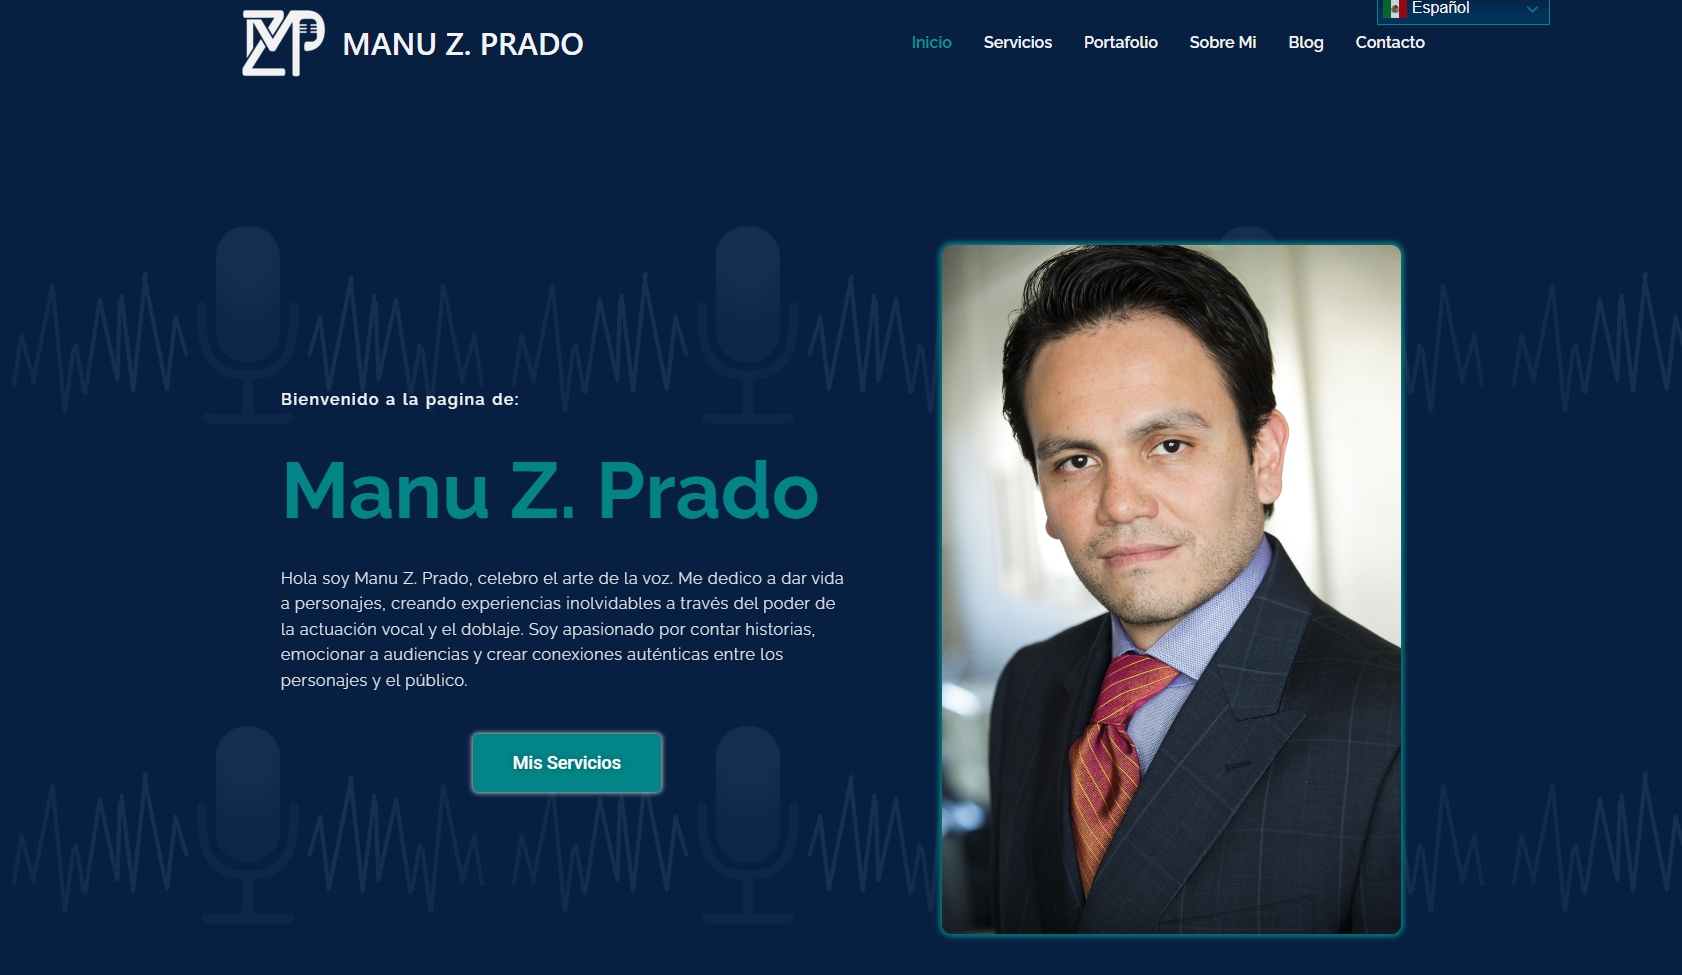 MANU Z. PRADO
Español
Inicio
Servicios
Portafolio
Sobre Mi
Blog
Contacto
Bienvenido a la pagina de:
Manu Z. Prado
Hola soy Manu Z. Prado, celebro el arte de la voz. Me dedico a dar vida
a personajes, creando experiencias inolvidables a través del poder de
la actuación vocal y el doblaje. Soy apasionado por contar historias,
emocionar a audiencias y crear conexiones auténticas entre los
personajes y el público.
Mis Servicios